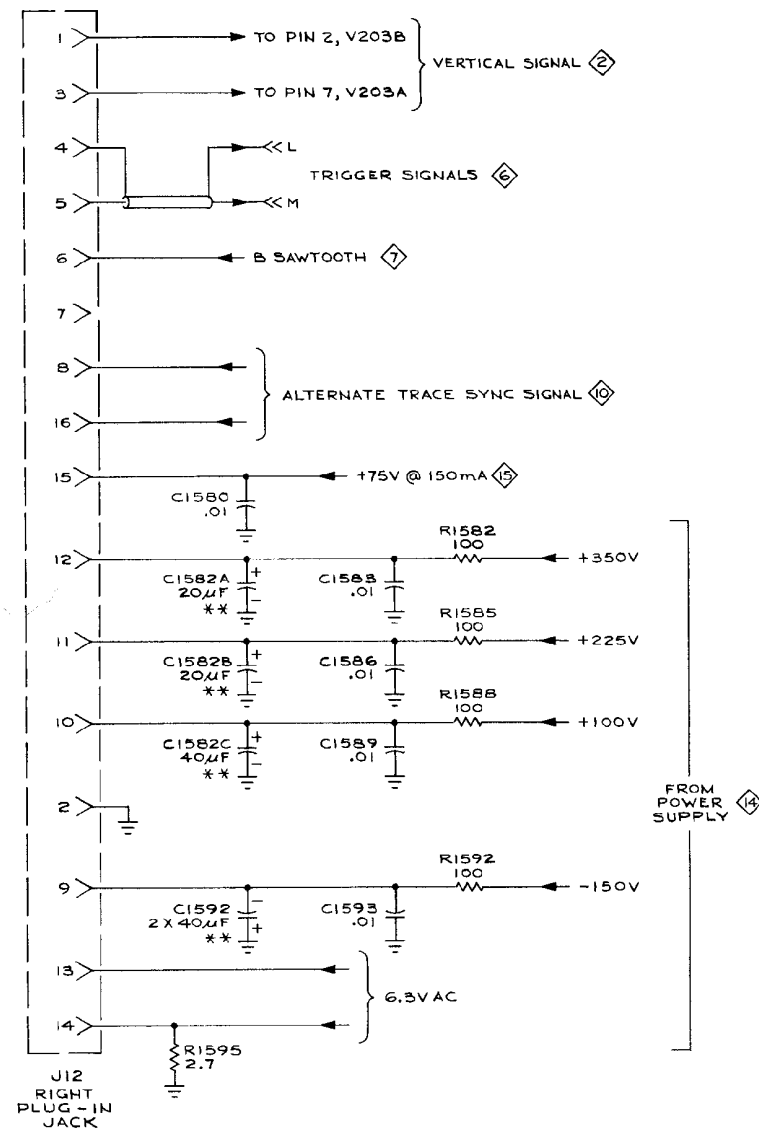 1 TO PIN 2, V203B
VERTICAL SIGNAL 2
3 TO PIN 7, V203A
4 L
TRIGGER SIGNALS 6
5 M
6 B SAWTOOTH 7
7
8
ALTERNATE TRACE SYNC SIGNAL 10
16
15 +75V @ 150mA 15
C1580
.01
R1582
100
12 +350V
C1582A +
20µF −
**
C1583
.01
R1585
100
11 +225V
C1582B +
20µF −
**
C1586
.01
R1588
100
10 +100V
C1582C +
40µF −
**
C1589
.01
2
FROM
POWER 14
SUPPLY
R1592
100
9 -150V
C1592 −
2X40µF +
**
C1593
.01
13
6.3V AC
14
R1595
2.7
J12
RIGHT
PLUG-IN
JACK